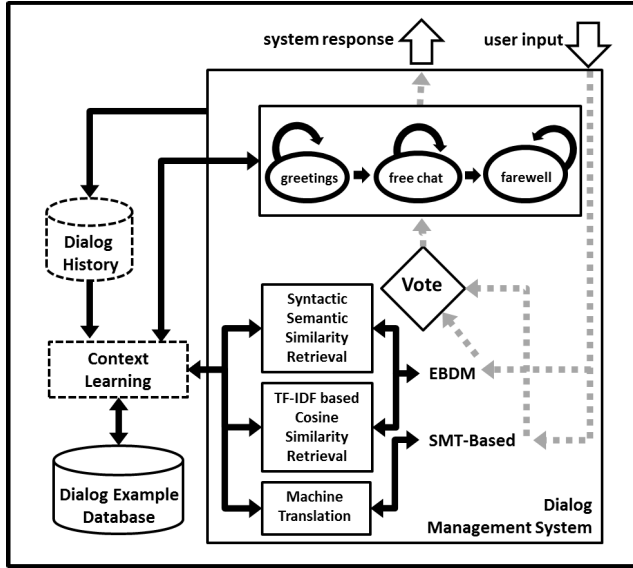 system response
user input
greetings
free chat
farewell
Dialog
History
Vote
Syntactic
Semantic
Similarity
Retrieval
Context
Learning
EBDM
TF-IDF based
Cosine
Similarity
Retrieval
SMT-Based
Dialog Example
Database
Machine
Translation
Dialog
Management System